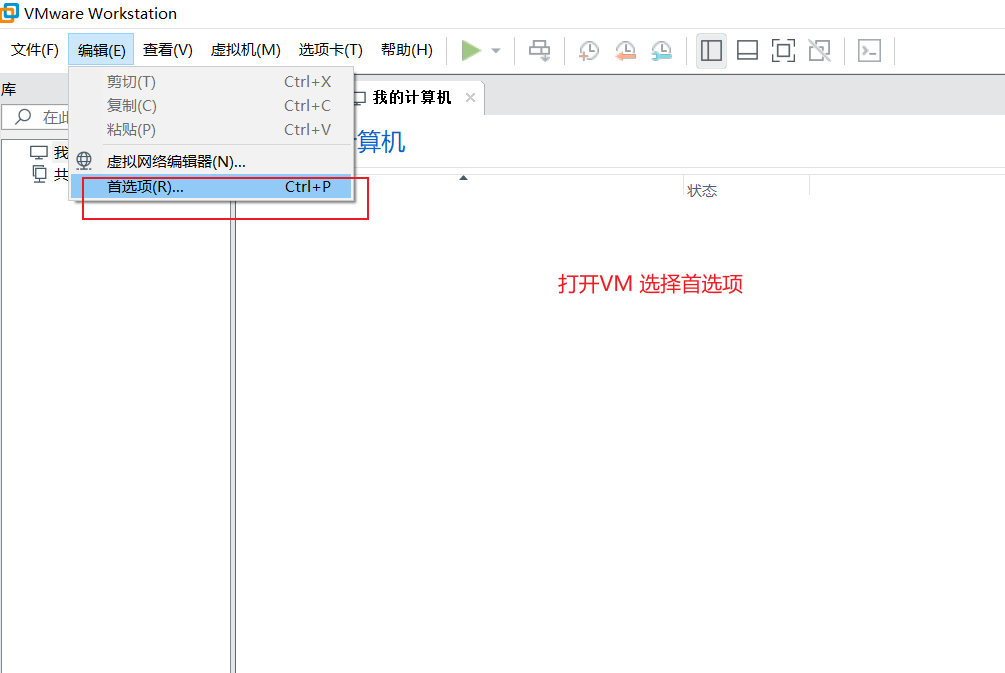 VMware Workstation
文件(F) 编辑(E) 查看(V) 虚拟机(M) 选项卡(T) 帮助(H)
库
剪切(T) Ctrl+X
我的计算机
复制(C) Ctrl+C
在此
粘贴(P) Ctrl+V
计算机
我
虚拟网络编辑器(N)...
共
首选项(R)... Ctrl+P
状态
打开VM 选择首选项